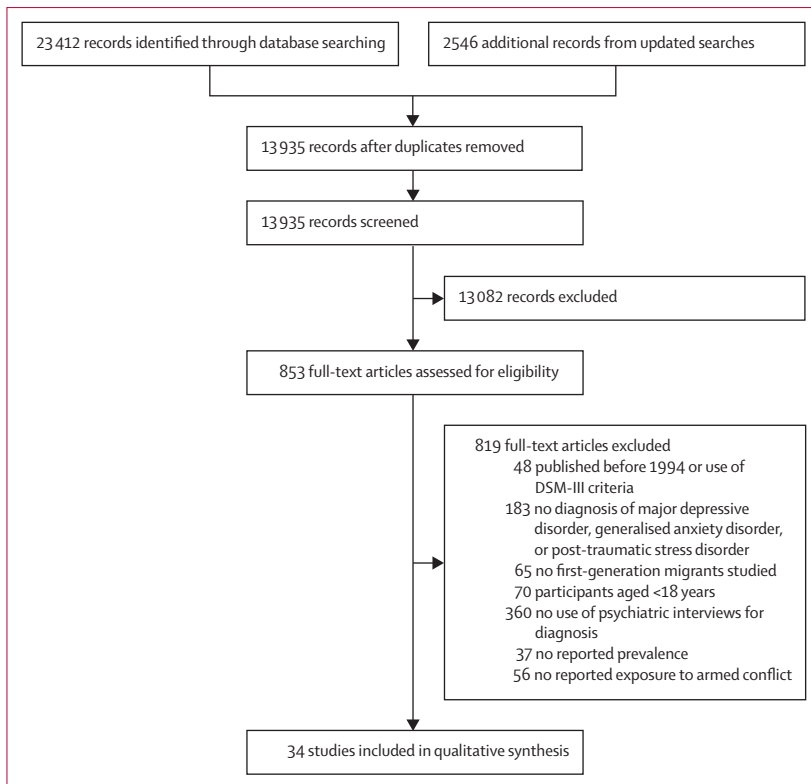 23 412 records identified through database searching
2546 additional records from updated searches
13 935 records after duplicates removed
13 935 records screened
13 082 records excluded
853 full-text articles assessed for eligibility
819 full-text articles excluded
48 published before 1994 or use of
DSM-III criteria
183 no diagnosis of major depressive
disorder, generalised anxiety disorder,
or post-traumatic stress disorder
65 no first-generation migrants studied
70 participants aged <18 years
360 no use of psychiatric interviews for
diagnosis
37 no reported prevalence
56 no reported exposure to armed conflict
34 studies included in qualitative synthesis